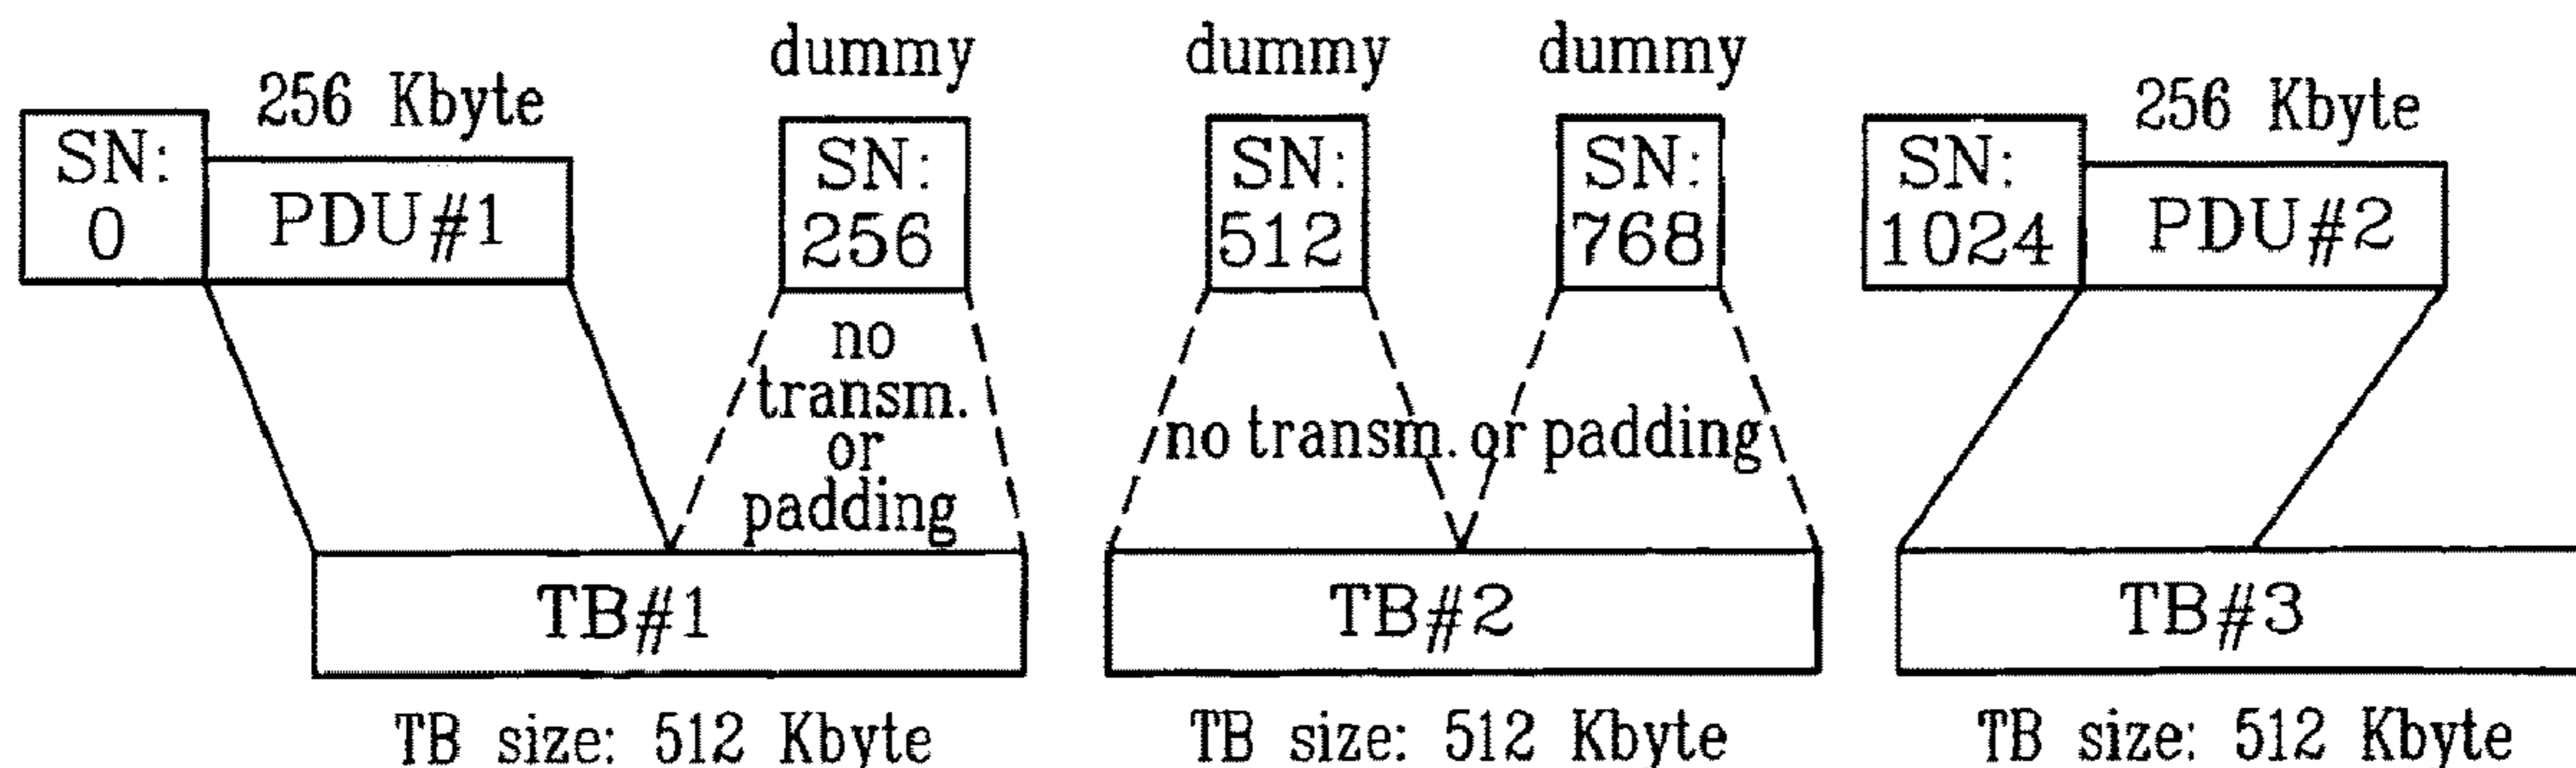 dummy
dummy
dummy
256 Kbyte
256 Kbyte
SN:
0
PDU#1
SN:
256
SN:
512
SN:
768
SN:
1024
PDU#2
no
transm.
or
padding
no transm. or padding
TB#1
TB#2
TB#3
TB size: 512 Kbyte
TB size: 512 Kbyte
TB size: 512 Kbyte